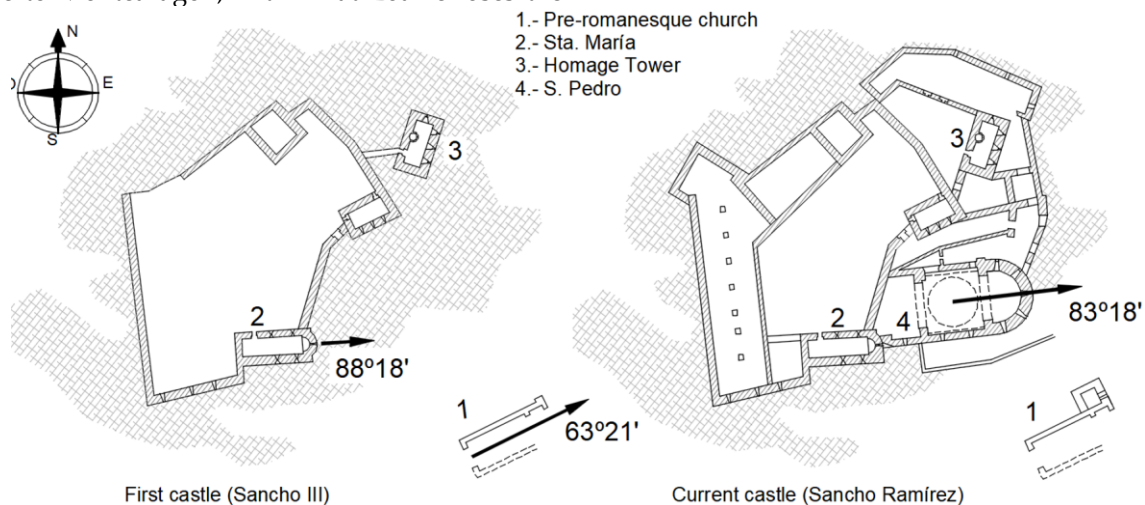 1.- Pre-romanesque church
2.- Sta. María
3.- Homage Tower
4.- S. Pedro
N
E
S
3
2
88º18'
1
63º21'
First castle (Sancho III)
3
2
4
83º18'
1
Current castle (Sancho Ramírez)